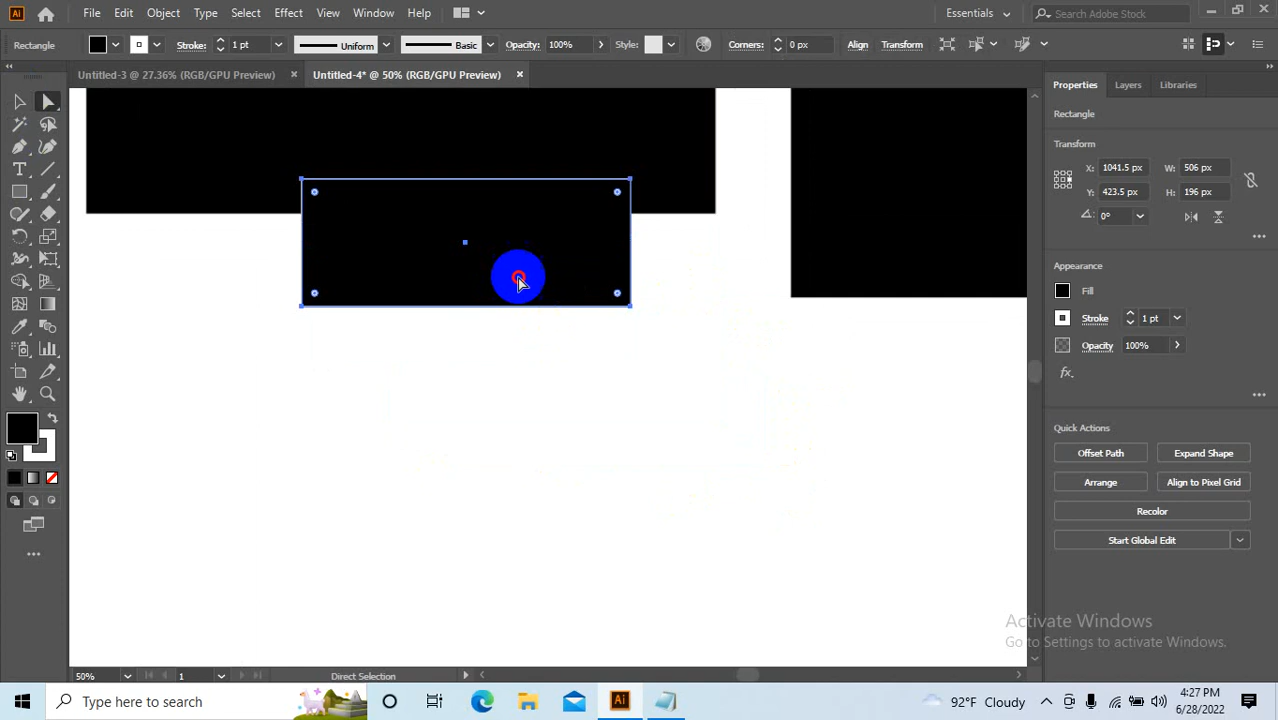 Ai File Edit Object Type Select Effect View Window Help Essentials Search Adobe Stock
Rectangle Stroke: 1 pt Uniform Basic Opacity: 100% Style: Corners: 0 px Align Transform
Untitled-3 @ 27.36% (RGB/GPU Preview) Untitled-4* @ 50% (RGB/GPU Preview)
Properties Layers Libraries
Rectangle
Transform
X: 1041.5 px W: 506 px
Y: 423.5 px H: 196 px
0°
Appearance
Fill
Stroke 1 pt
Opacity 100%
fx.
Quick Actions
Offset Path Expand Shape
Arrange Align to Pixel Grid
Recolor
Start Global Edit
Activate Windows
Go to Settings to activate Windows.
50% 1 Direct Selection
Type here to search Ai 92°F Cloudy 4:27 PM
6/28/2022